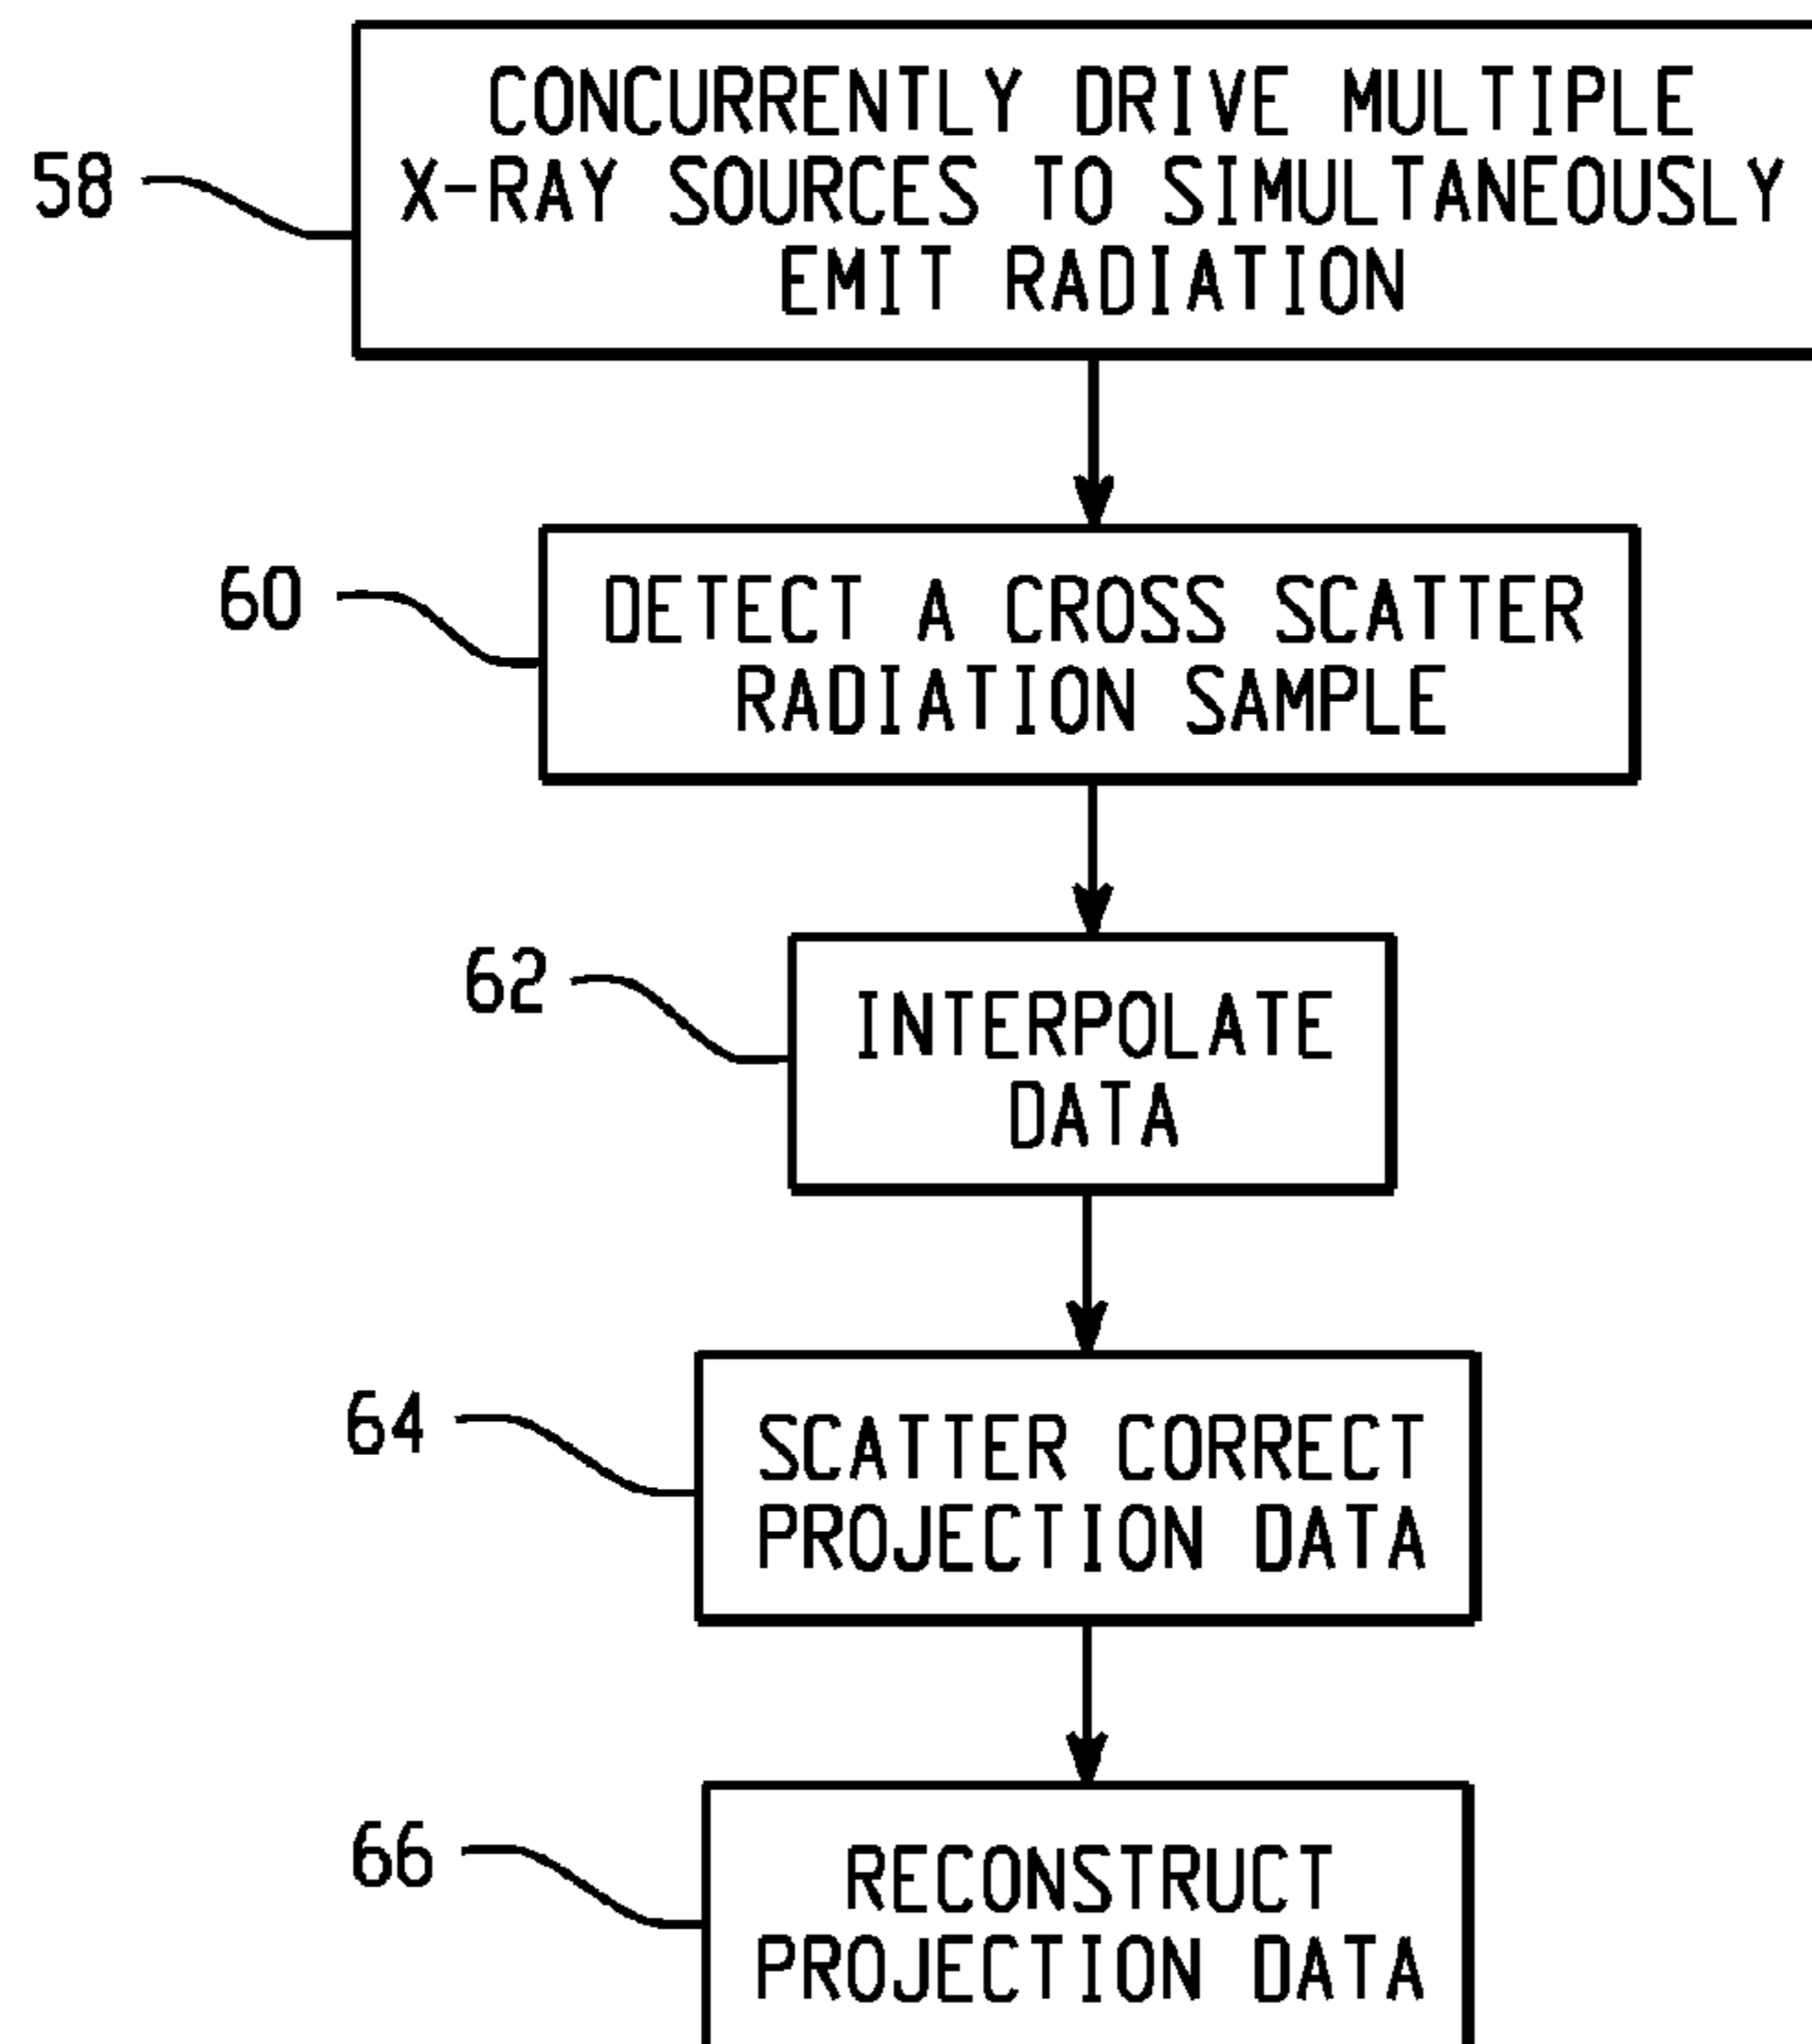 CONCURRENTLY DRIVE MULTIPLE
58
X-RAY SOURCES TO SIMULTANEOUSLY
EMIT RADIATION
60
DETECT A CROSS SCATTER
RADIATION SAMPLE
62
INTERPOLATE
DATA
64
SCATTER CORRECT
PROJECTION DATA
66
RECONSTRUCT
PROJECTION DATA